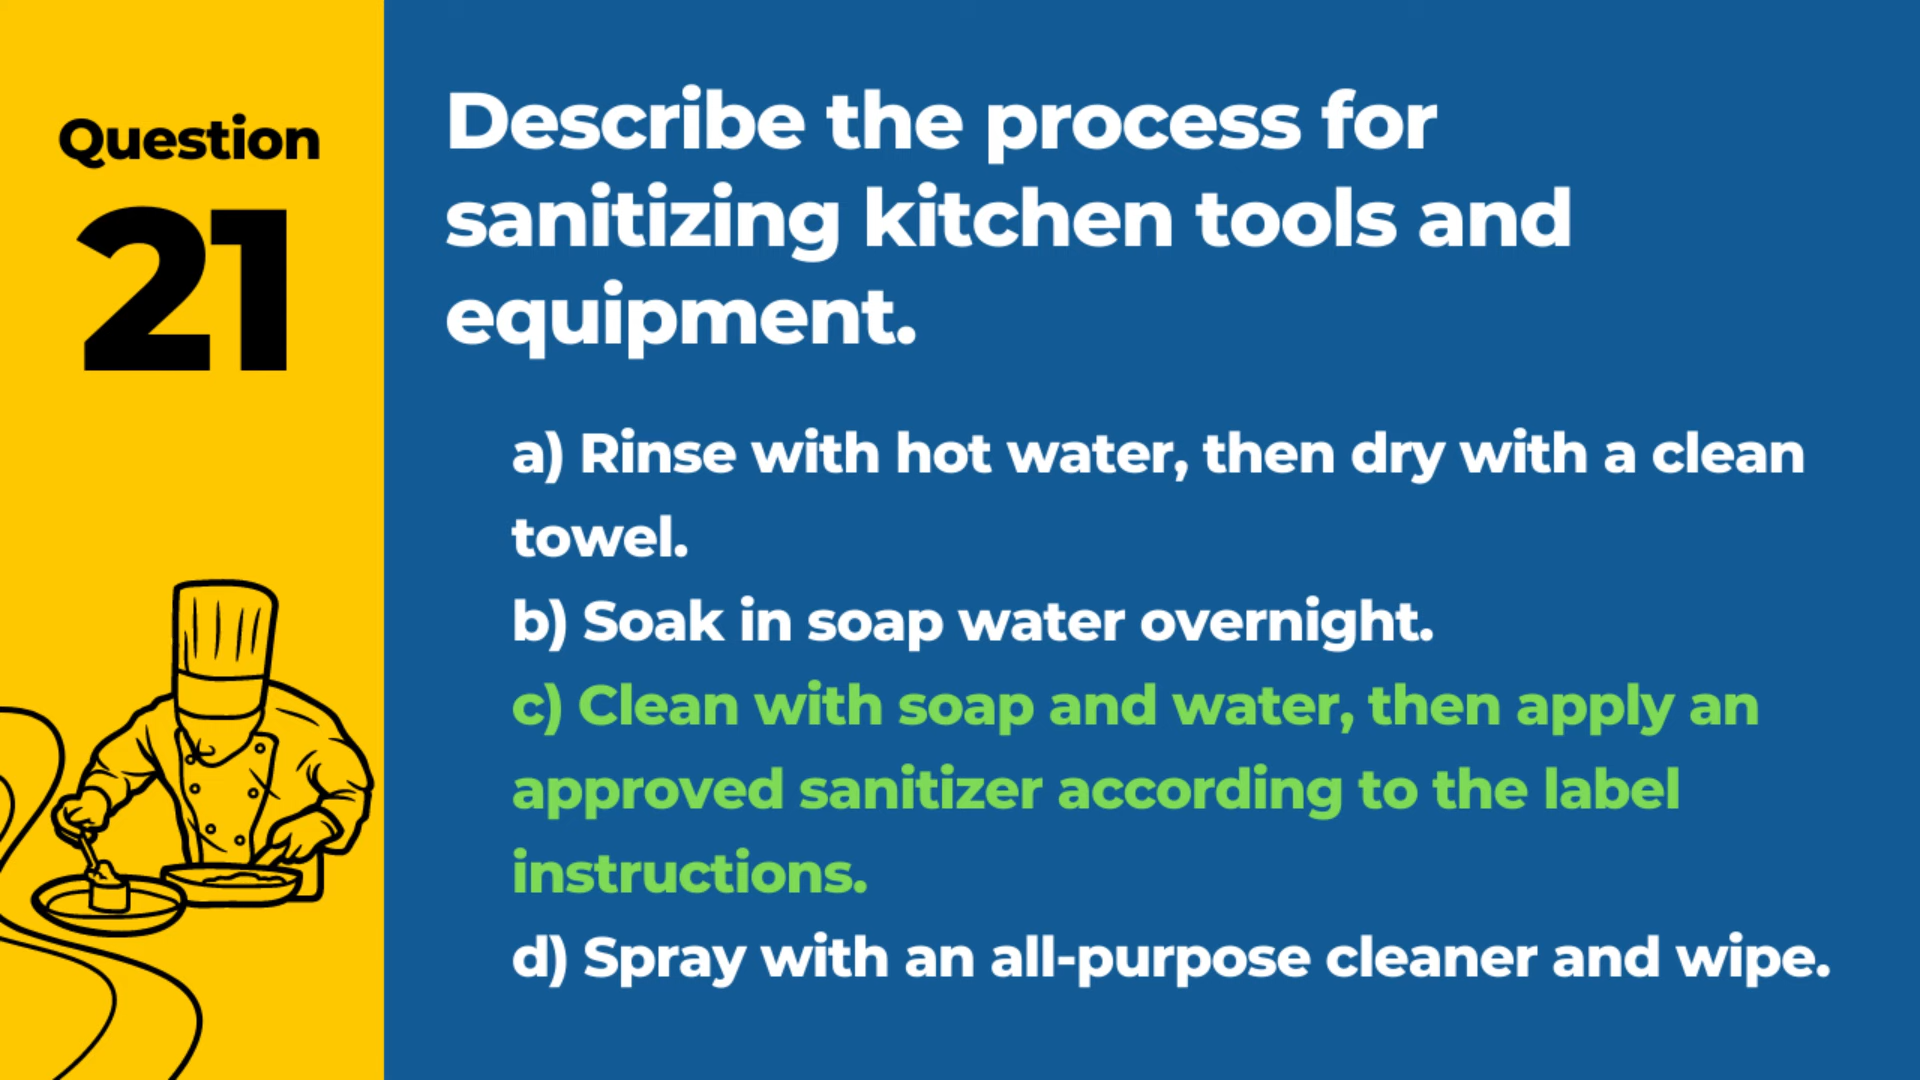 Question
21
Describe the process for
sanitizing kitchen tools and
equipment.
a) Rinse with hot water, then dry with a clean
towel.
b) Soak in soap water overnight.
c) Clean with soap and water, then apply an
approved sanitizer according to the label
instructions.
d) Spray with an all-purpose cleaner and wipe.